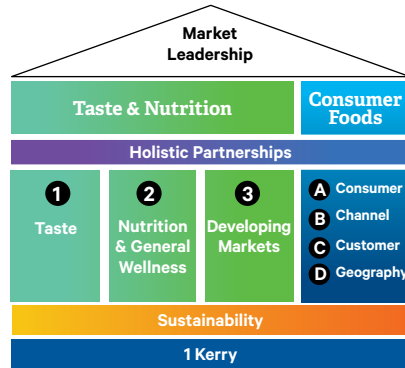 Market
Leadership
Taste & Nutrition
Consumer
Foods
Holistic Partnerships
1
Taste
2
Nutrition
& General
Wellness
3
Developing
Markets
A Consumer
B Channel
C Customer
D Geography
Sustainability
1 Kerry